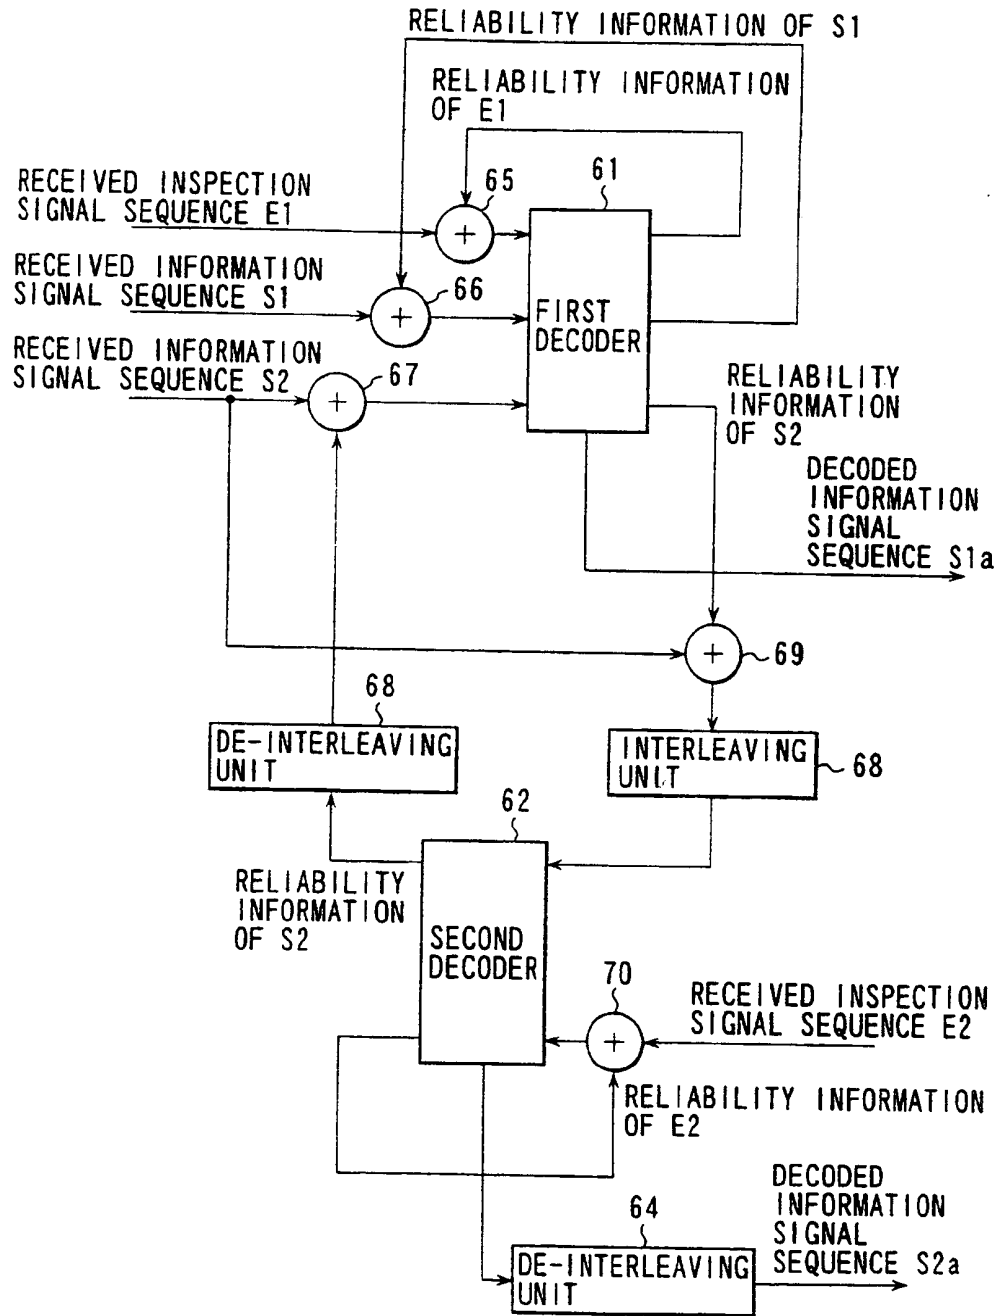 RELIABILITY INFORMATION OF S1
RELIABILITY INFORMATION
OF E1
RECEIVED INSPECTION
SIGNAL SEQUENCE E1
65
61
RECEIVED INFORMATION
SIGNAL SEQUENCE S1
66
FIRST
DECODER
RECEIVED INFORMATION
SIGNAL SEQUENCE S2
67
RELIABILITY
INFORMATION
OF S2
DECODED
INFORMATION
SIGNAL
SEQUENCE S1a
69
68
DE-INTERLEAVING
UNIT
INTERLEAVING
UNIT
68
62
RELIABILITY
INFORMATION
OF S2
SECOND
DECODER
70
RECEIVED INSPECTION
SIGNAL SEQUENCE E2
RELIABILITY INFORMATION
OF E2
DECODED
INFORMATION
SIGNAL
SEQUENCE S2a
64
DE-INTERLEAVING
UNIT